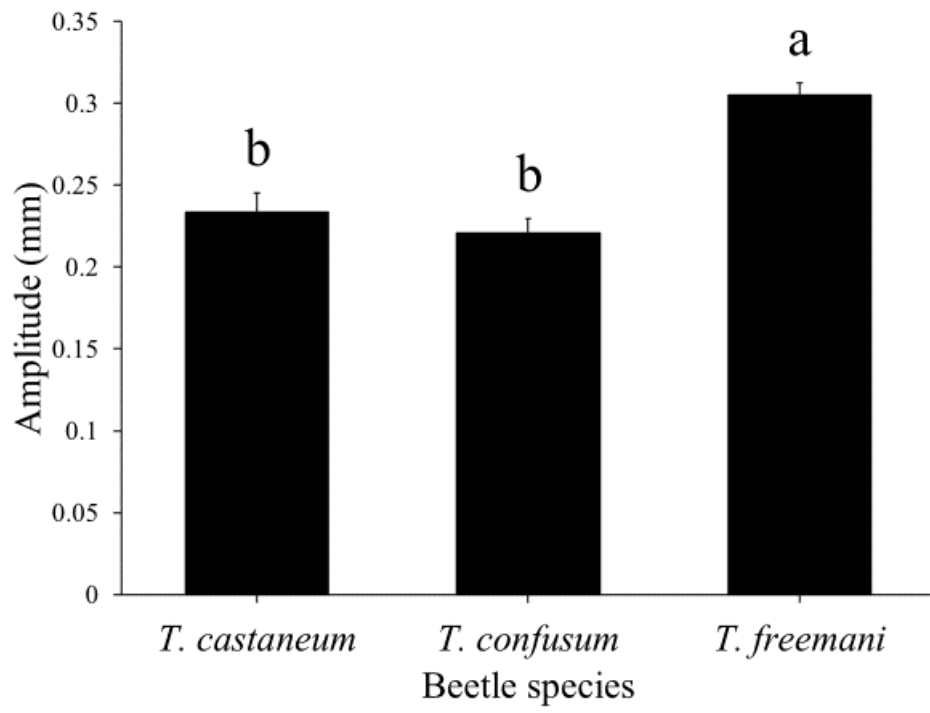 0.35
0.3
0.25
0.2
0.15
0.1
0.05
0
Amplitude (mm)
b
b
a
T. castaneum
T. confusum
T. freemani
Beetle species